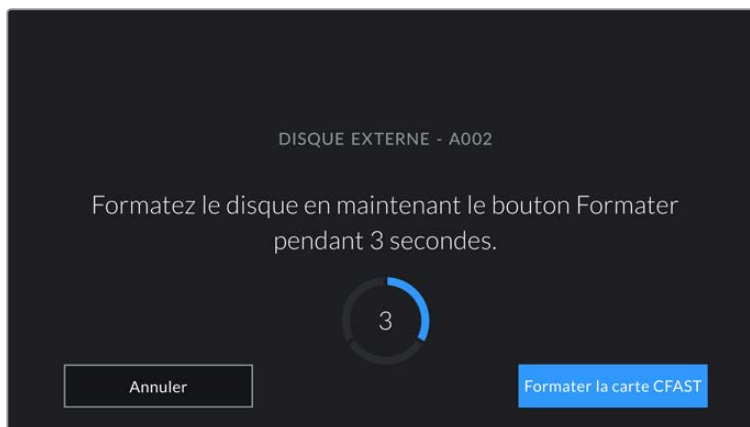 DISQUE EXTERNE - A002
Formatez le disque en maintenant le bouton Formater
pendant 3 secondes.
3
Annuler
Formater la carte CFAST